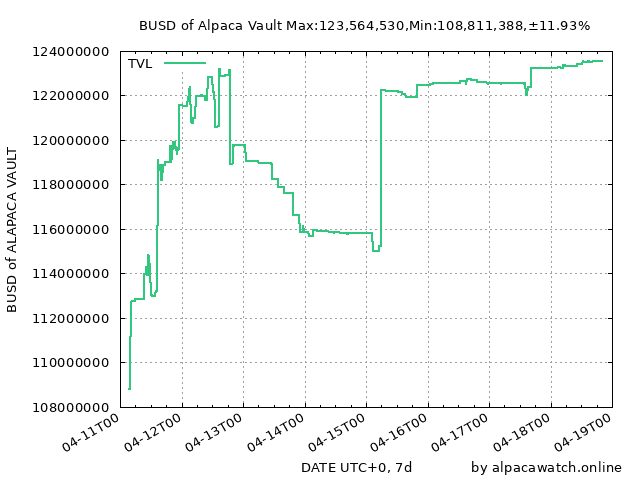 BUSD of Alpaca Vault Max:123,564,530,Min:108,811,388,±11.93%
TVL
124000000
122000000
120000000
118000000
116000000
114000000
112000000
110000000
108000000
BUSD of ALAPACA VAULT
04-11T00
04-12T00
04-13T00
04-14T00
04-15T00
04-16T00
04-17T00
04-18T00
04-19T00
DATE UTC+0, 7d
by alpacawatch.online